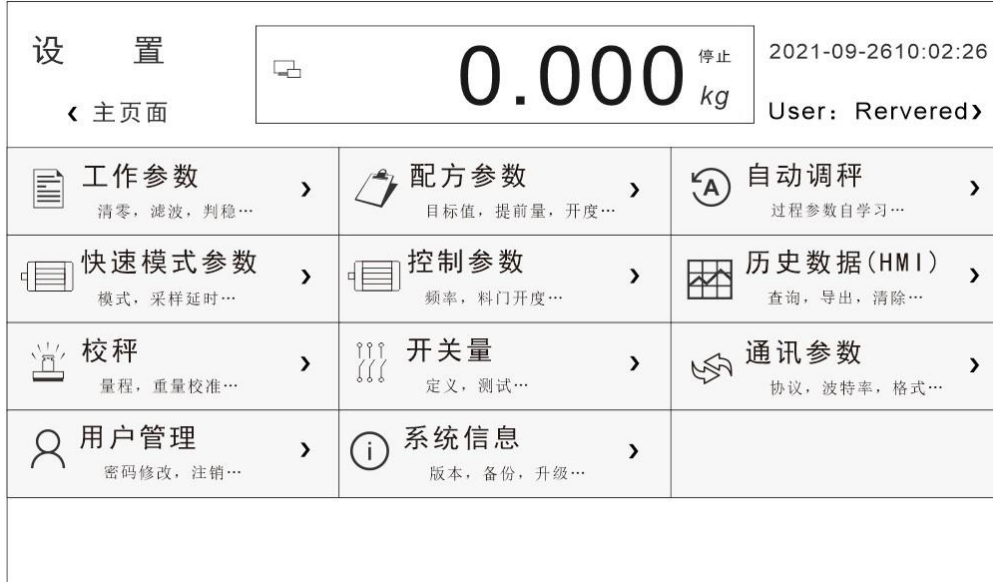 设 置
0.000
停止
kg
2021-09-2610:02:26
主页面
User：Rervered
工作参数
清零，滤波，判稳…
配方参数
目标值，提前量，开度…
自动调秤
过程参数自学习…
快速模式参数
模式，采样延时…
控制参数
频率，料门开度…
历史数据(HMI)
查询，导出，清除…
校秤
量程，重量校准…
开关量
定义，测试…
通讯参数
协议，波特率，格式…
用户管理
密码修改，注销…
系统信息
版本，备份，升级…